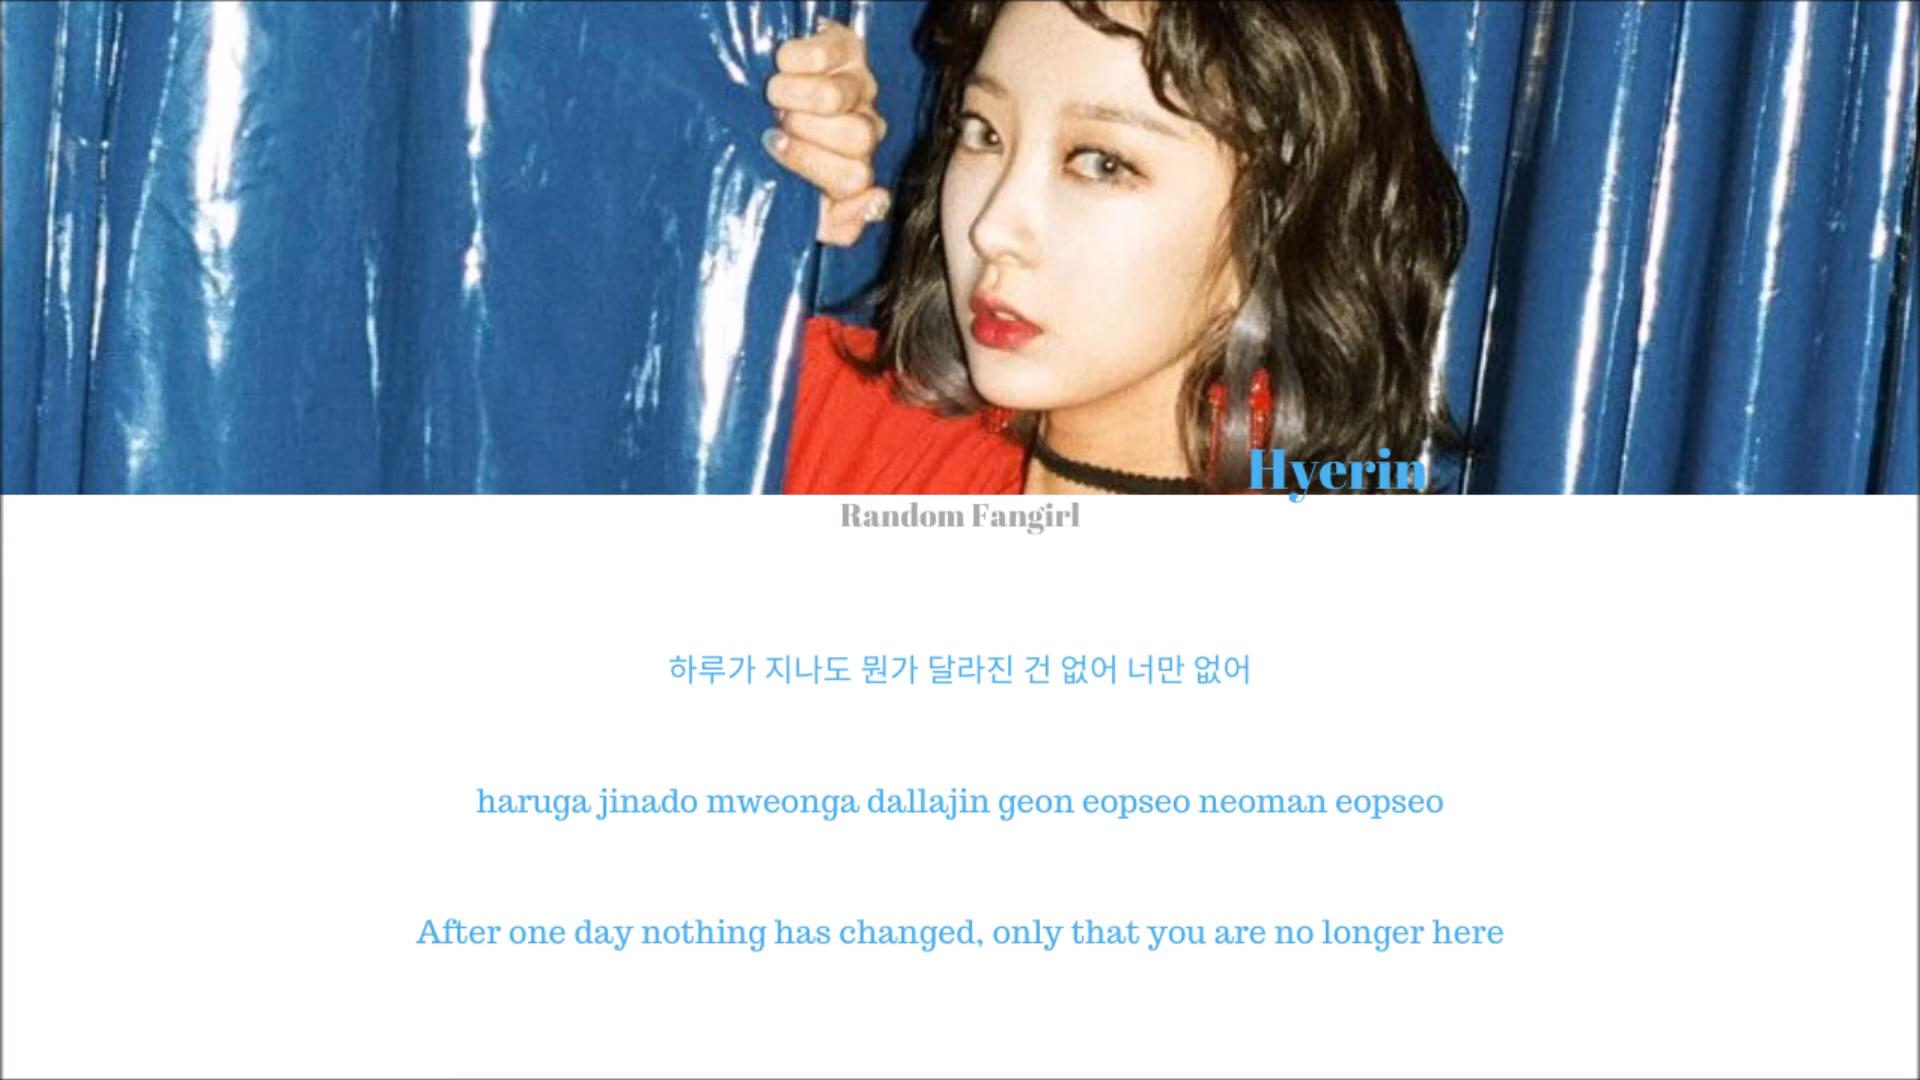 Hyerin
Random Fangirl
하루가 지나도 뭔가 달라진 건 없어 너만 없어
haruga jinado mweonga dallajin geon eopseo neoman eopseo
After one day nothing has changed, only that you are no longer here